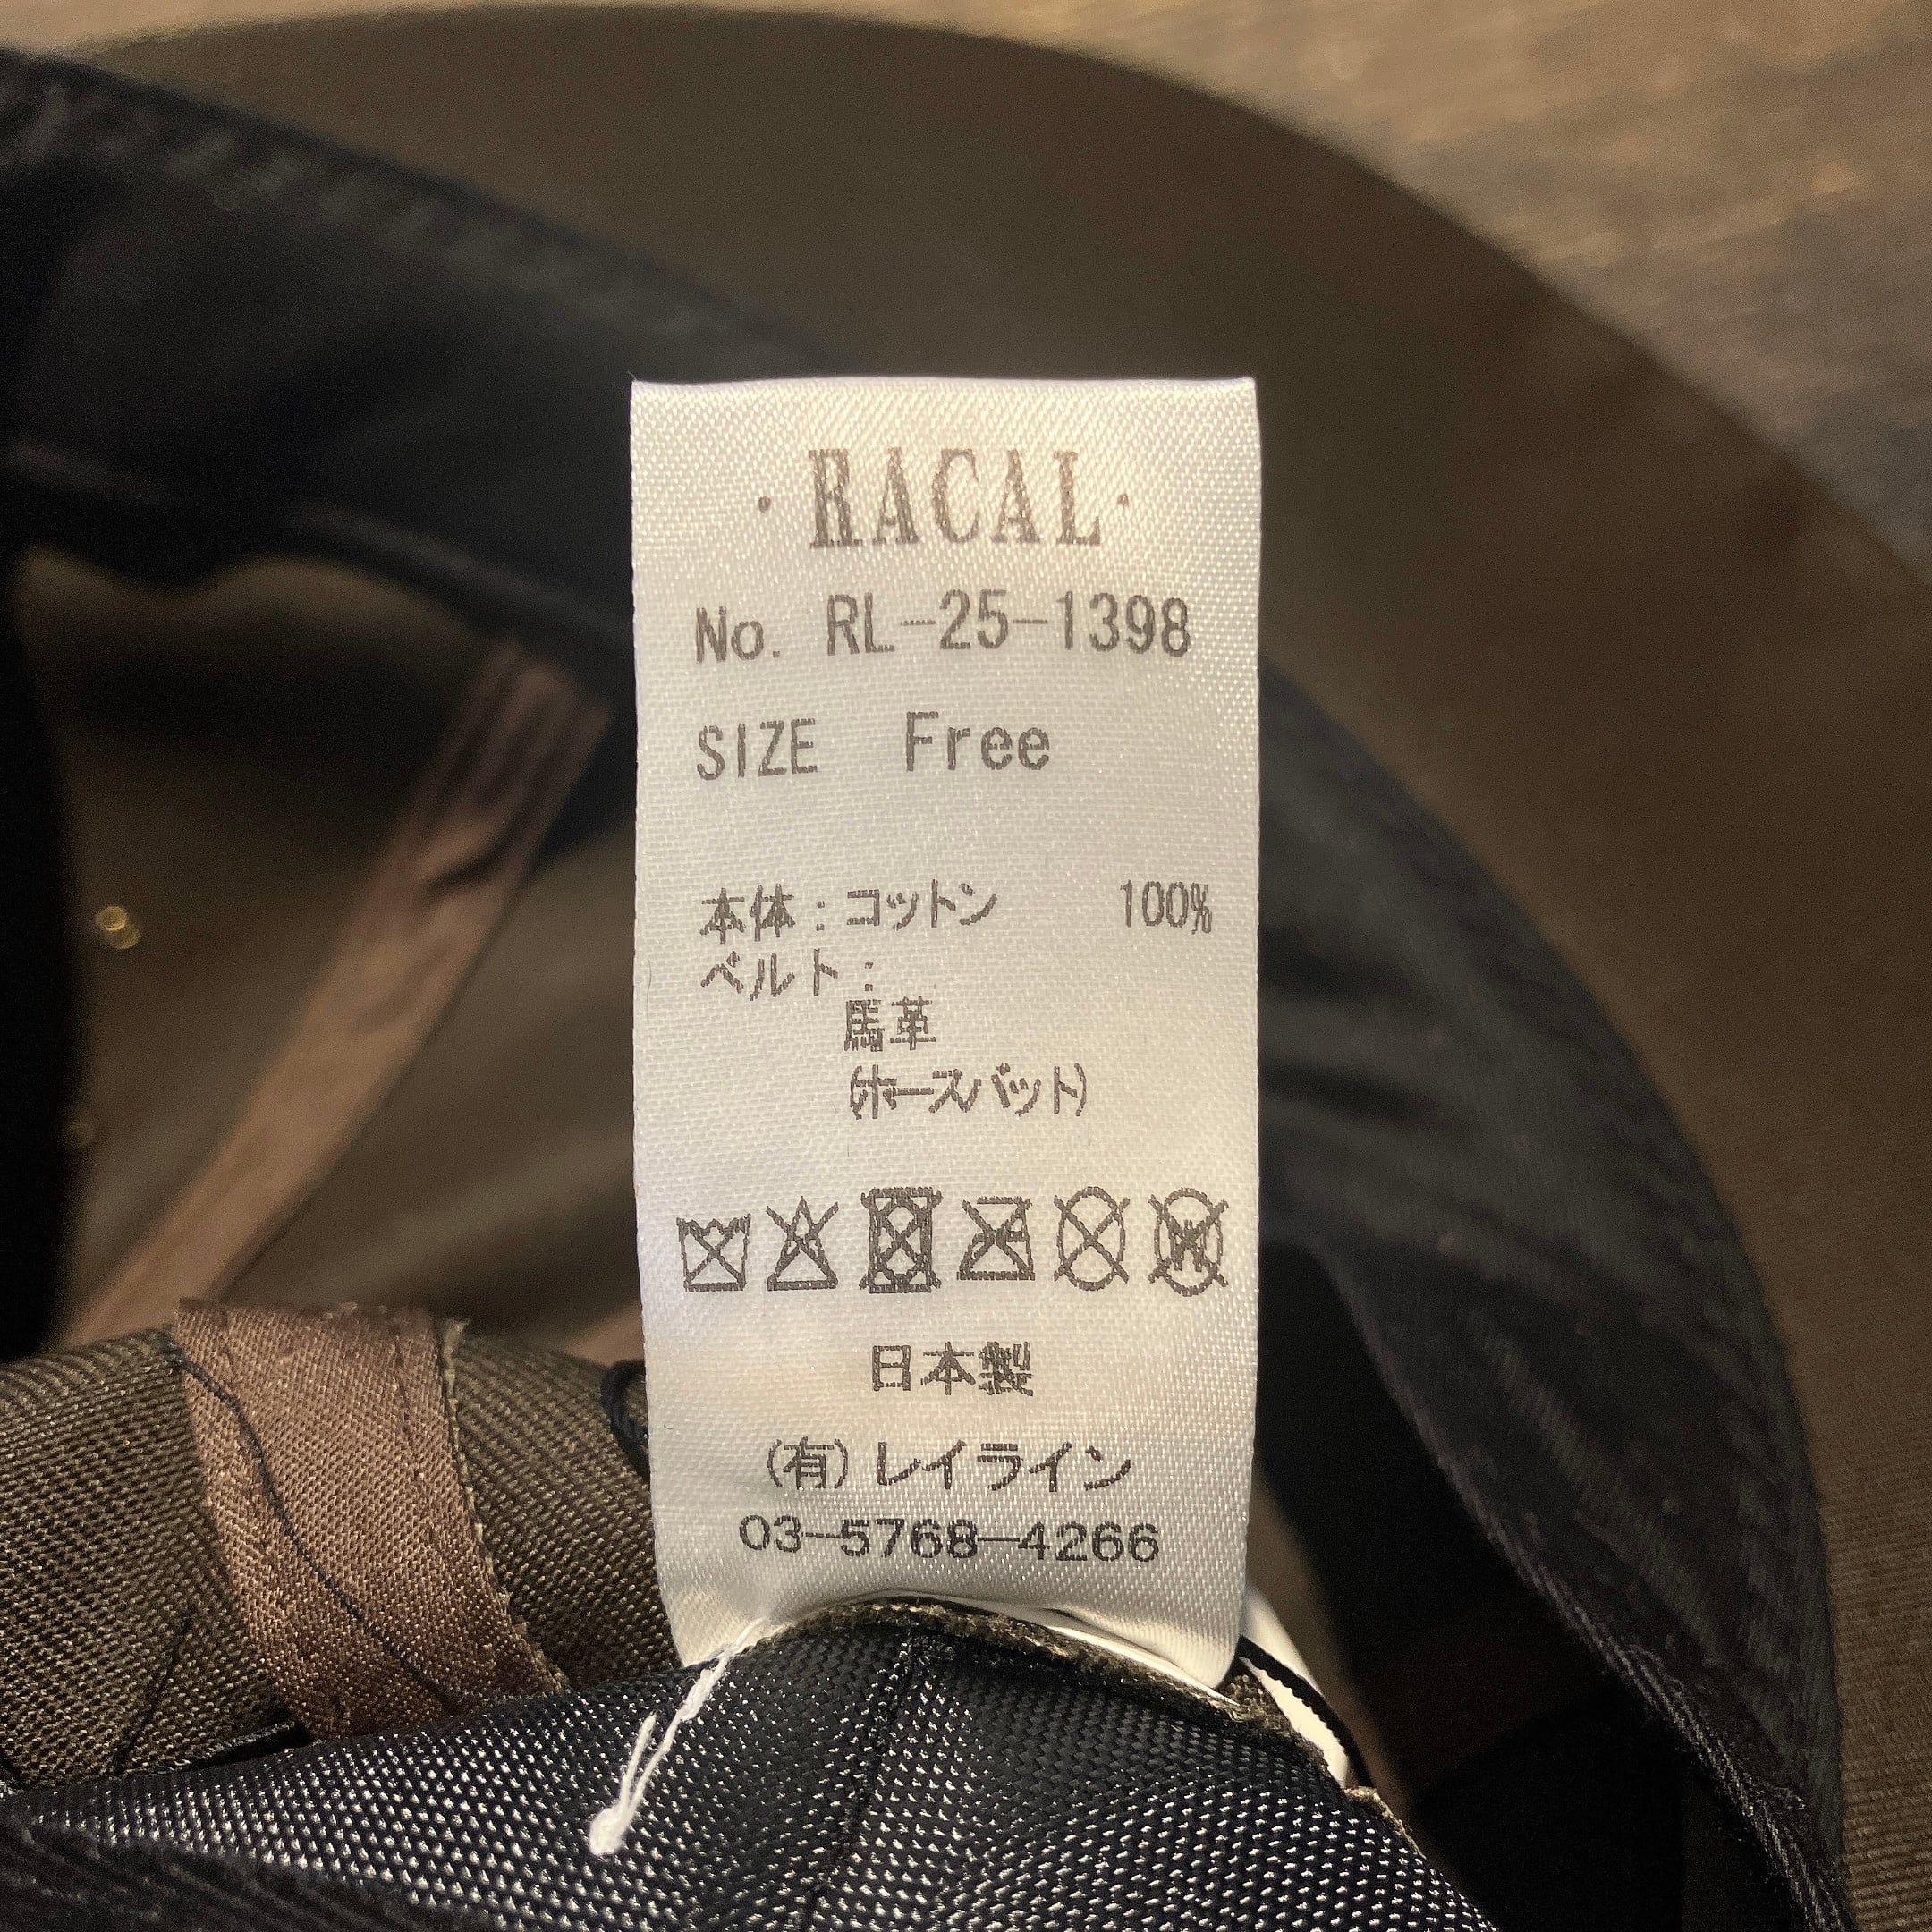 ・RACAL・
No. RL-25-1398
SIZE Free
本体:コットン 100%
ベルト:
馬革
(ホースバット)
日本製
(有)レイライン
03-5768-4266